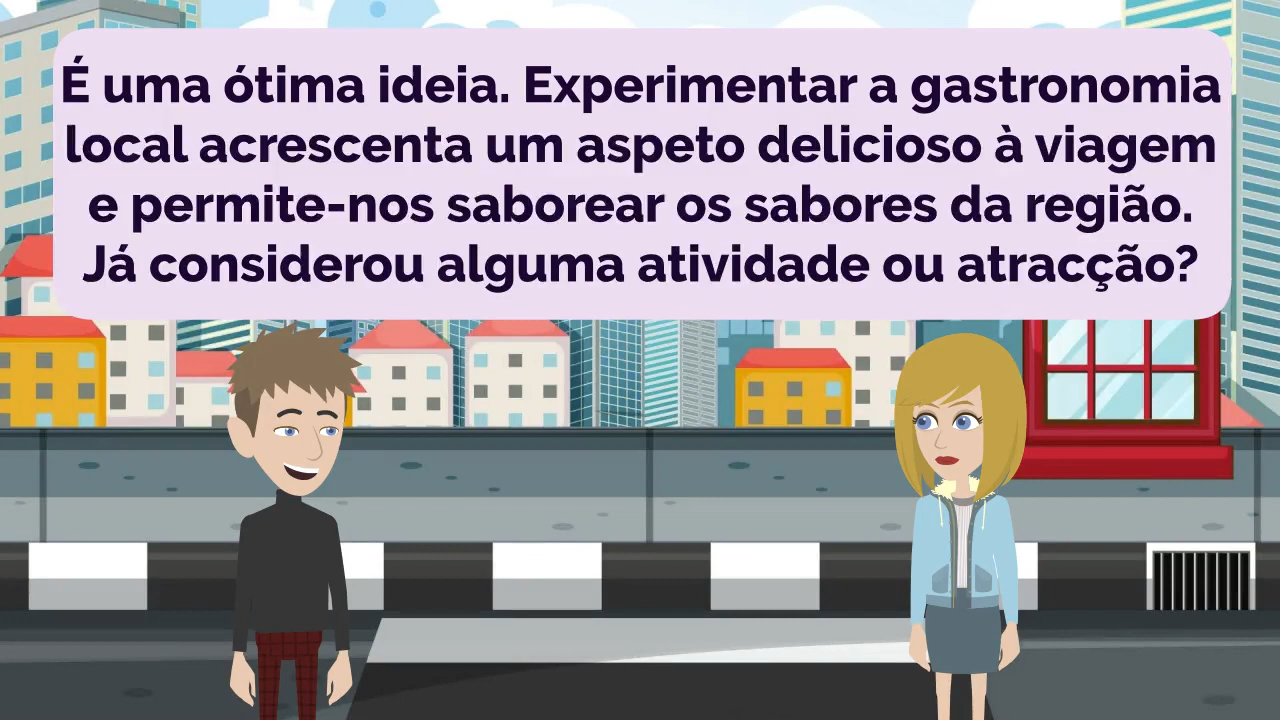 É uma ótima ideia. Experimentar a gastronomia
local acrescenta um aspeto delicioso à viagem
e permite-nos saborear os sabores da região.
Já considerou alguma atividade ou atracção?